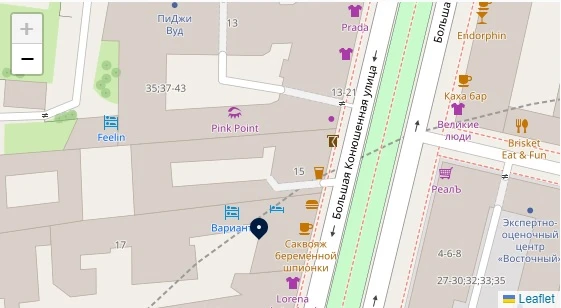 +
−
ПиДжи
Вуд
13
Prada
Большая
Endorphin
35;37-43
13-21
Каха бар
Feelin
Pink Point
Великие
люди
Brisket
Eat & Fun
Большая Конюшенная улица
15
РеалЪ
Вариант
17
Саквояж
беременной
шпионки
Экспертно-
оценочный
центр
«Восточный»
4-6-8
27-30;32;33;35
Lorena
Leaflet